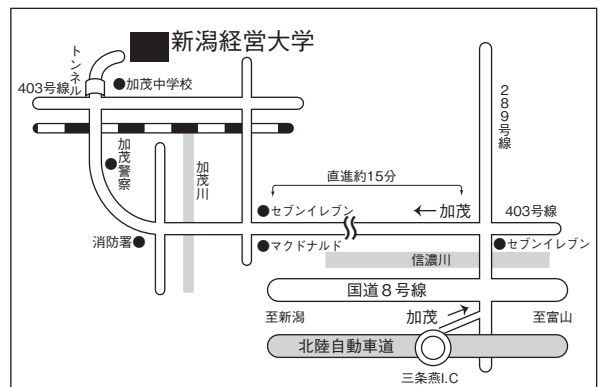 新潟経営大学
トンネル
加茂中学校
403号線
289号線
加茂警察
加茂川
直進約15分
セブンイレブン
←加茂
403号線
消防署
マクドナルド
セブンイレブン
信濃川
国道8号線
至新潟
加茂
至富山
北陸自動車道
三条燕I.C